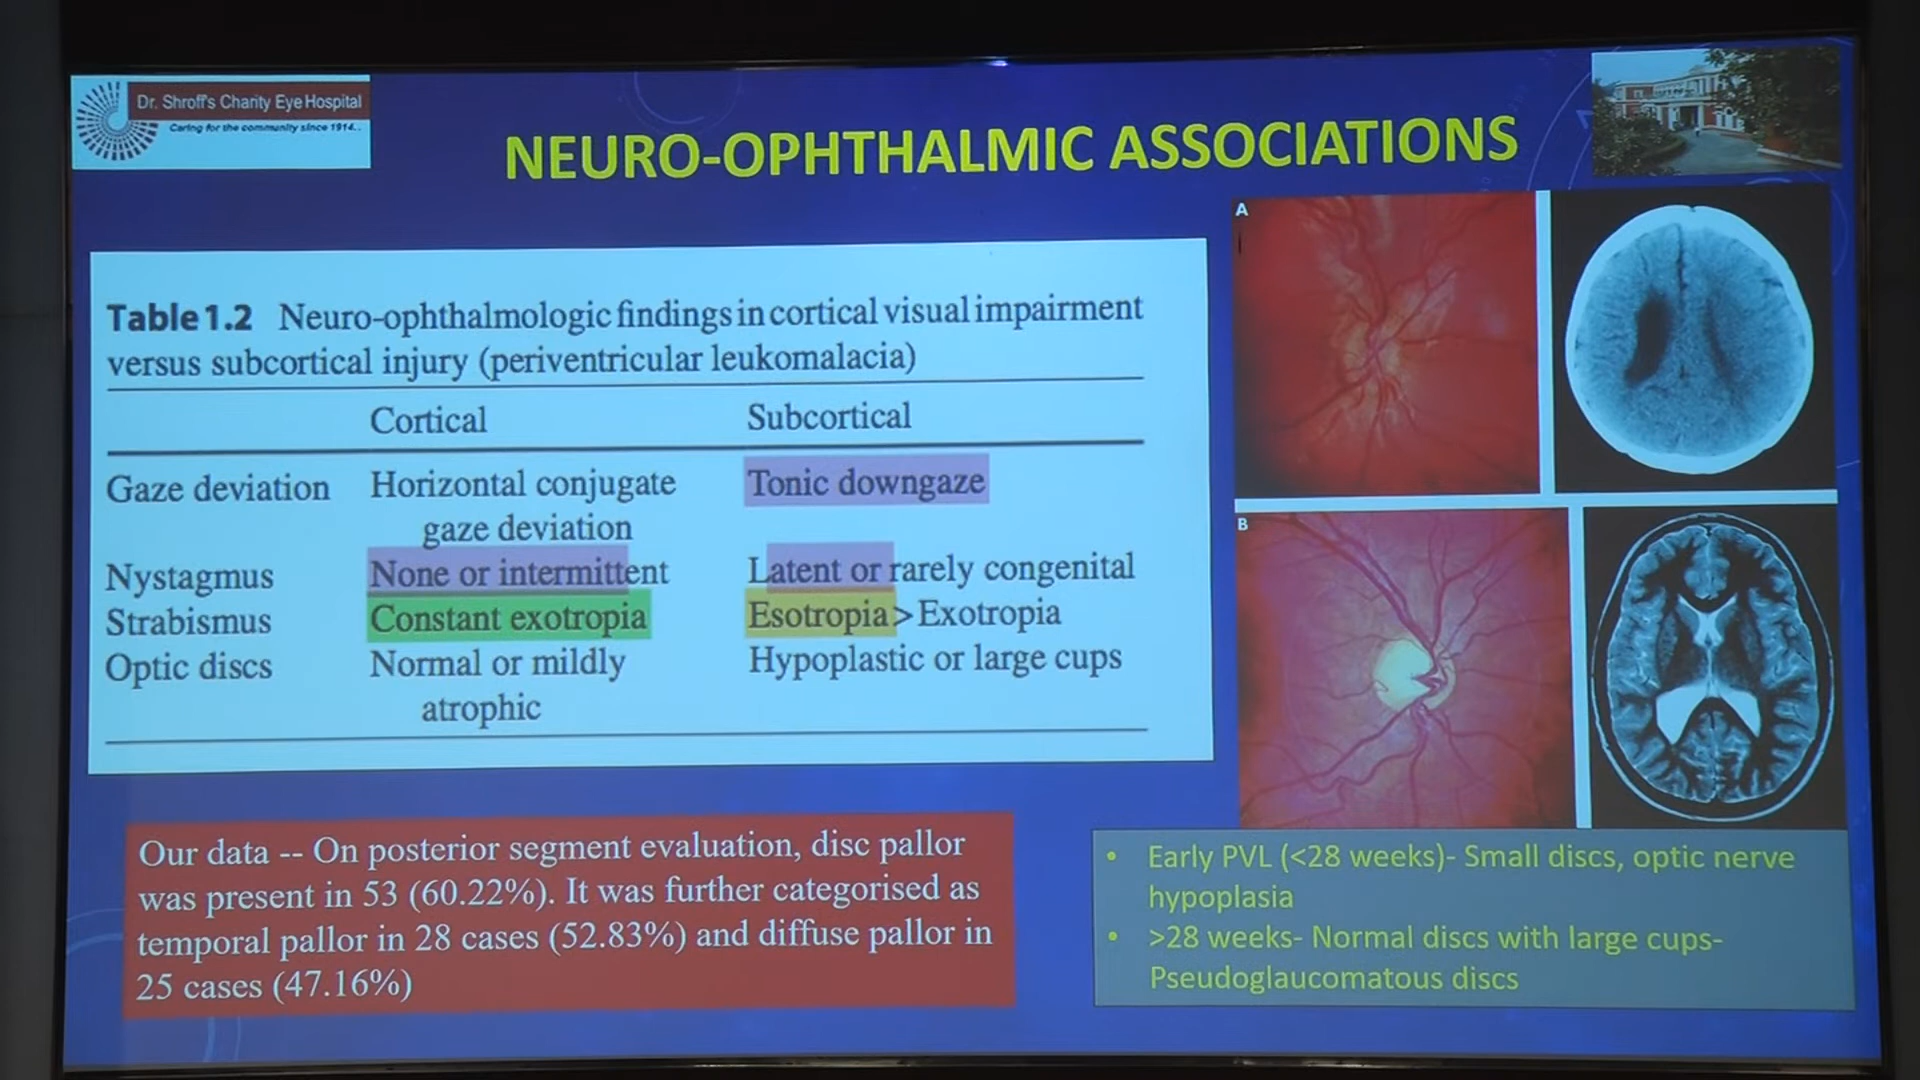 Dr. Shroff's Charity Eye Hospital
Caring for the community since 1914..
NEURO-OPHTHALMIC ASSOCIATIONS
Table 1.2 Neuro-ophthalmologic findings in cortical visual impairment
versus subcortical injury (periventricular leukomalacia)
Cortical Subcortical
Gaze deviation Horizontal conjugate Tonic downgaze
gaze deviation
Nystagmus None or intermittent Latent or rarely congenital
Strabismus Constant exotropia Esotropia > Exotropia
Optic discs Normal or mildly Hypoplastic or large cups
atrophic
A
B
Our data -- On posterior segment evaluation, disc pallor
was present in 53 (60.22%). It was further categorised as
temporal pallor in 28 cases (52.83%) and diffuse pallor in
25 cases (47.16%)
• Early PVL (<28 weeks)- Small discs, optic nerve
hypoplasia
• >28 weeks- Normal discs with large cups-
Pseudoglaucomatous discs